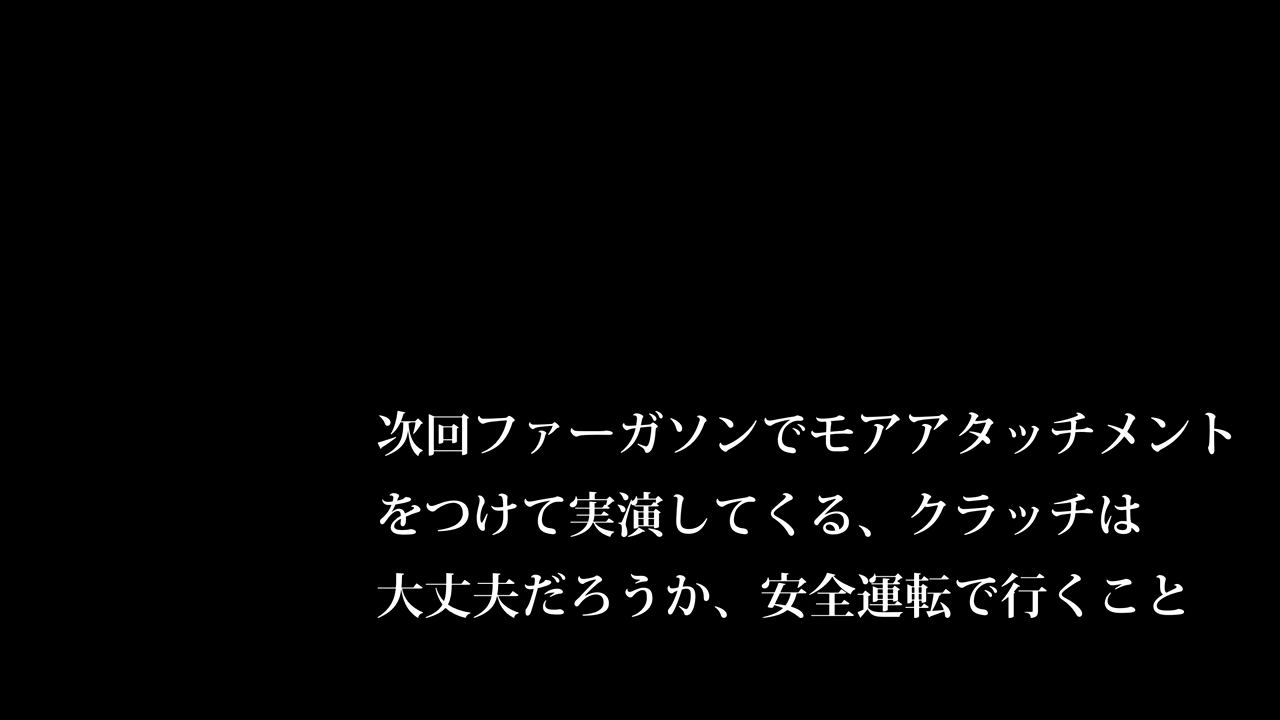 次回ファーガソンでモアアタッチメント
をつけて実演してくる、クラッチは
大丈夫だろうか、安全運転で行くこと